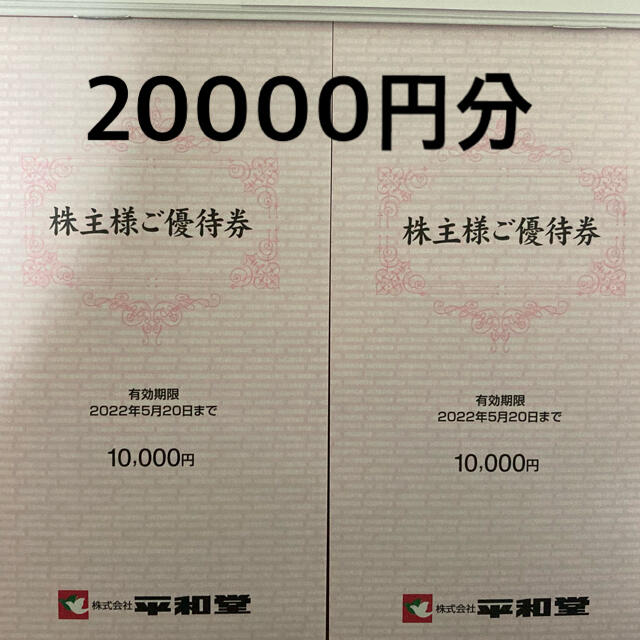 20000円分
株主様ご優待券
有効期限
2022年5月20日まで
10,000円
株式会社 平和堂
株主様ご優待券
有効期限
2022年5月20日まで
10,000円
株式会社 平和堂